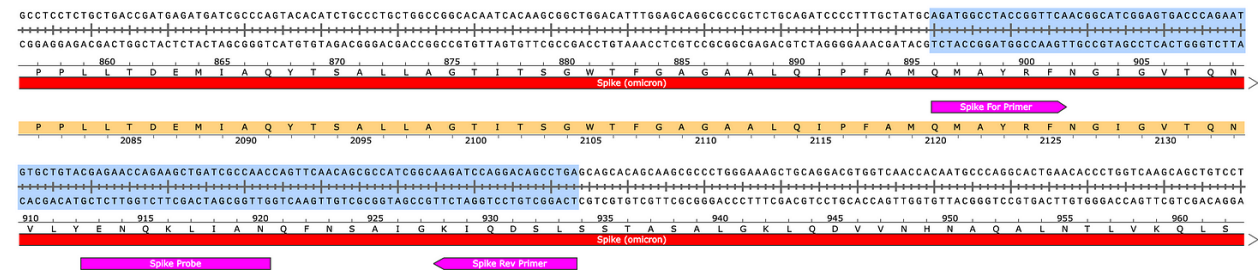 GCCTCCTCTGCTGACCGATGAGATGATCGCCCAGTACACATCTGCCCTGCTGGCCGGCACAATCACAAGCGGCTGGACATTTGGAGCAGGCGCCGCTCTGCAGATCCCCTTTGCTATGCAGATGGCCTACCGGTTCAACGGCATCGGAGTGACCCAGAAT
CGGAGGAGACGACTGGCTACTCTACTAGCGGGTCATGTGTAGACGGGACGACCGGCCGTGTTAGTGTTCGCCGACCTGTAAACCTCGTCCGCGGCGAGACGTCTAGGGGAAACGATACGTCTACCGGATGGCCAAGTTGCCGTAGCCTCACTGGGTCTTA
860 865 870 875 880 885 890 895 900 905
P P L L T D E M I A Q Y T S A L L A G T I T S G W T F G A G A A L Q I P F A M Q M A Y R F N G I G V T Q N
Spike (omicron)
Spike For Primer
P P L L T D E M I A Q Y T S A L L A G T I T S G W T F G A G A A L Q I P F A M Q M A Y R F N G I G V T Q N
2085 2090 2095 2100 2105 2110 2115 2120 2125 2130
GTGCTGTACGAGAACCAGAAGCTGATCGCCAACCAGTTCAACAGCGCCATCGGCAAGATCCAGGACAGCCTGAGCAGCACAGCAAGCGCCCTGGGAAAGCTGCAGGACGTGGTCAACCACAATGCCCAGGCACTGAACACCCTGGTCAAGCAGCTGTCCT
CACGACATGCTCTTGGTCTTCGACTAGCGGTTGGTCAAGTTGTCGCGGTAGCCGTTCTAGGTCCTGTCGGACTCGTCGTGTCGTTCGCGGGACCCTTTCGACGTCCTGCACCAGTTGGTGTTACGGGTCCGTGACTTGTGGGACCAGTTCGTCGACAGGA
910 915 920 925 930 935 940 945 950 955 960
V L Y E N Q K L I A N Q F N S A I G K I Q D S L S S T A S A L G K L Q D V V N H N A Q A L N T L V K Q L S
Spike (omicron)
Spike Probe
Spike Rev Primer